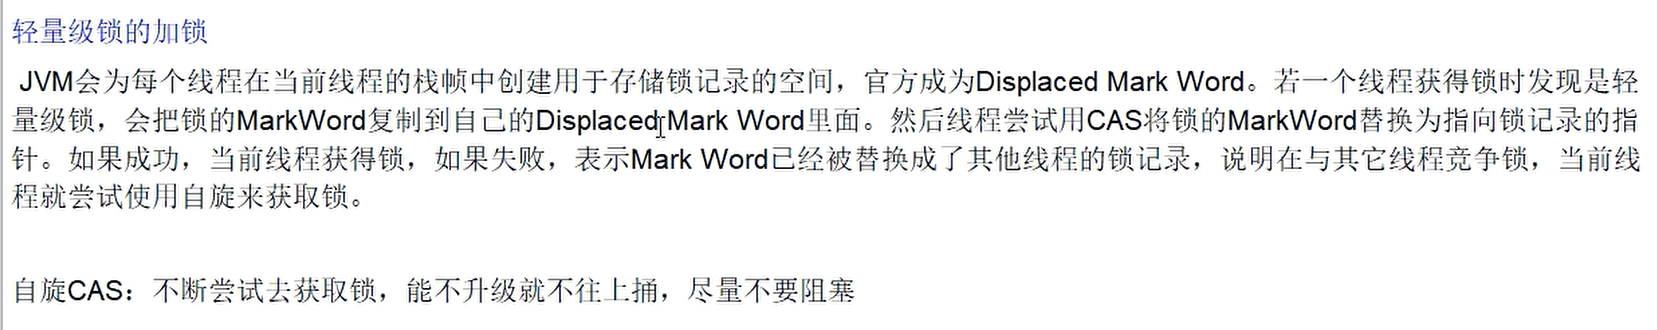 轻量级锁的加锁
JVM会为每个线程在当前线程的栈帧中创建用于存储锁记录的空间，官方成为Displaced Mark Word。若一个线程获得锁时发现是轻
量级锁，会把锁的MarkWord复制到自己的Displaced Mark Word里面。然后线程尝试用CAS将锁的MarkWord替换为指向锁记录的指
针。如果成功，当前线程获得锁，如果失败，表示Mark Word已经被替换成了其他线程的锁记录，说明在与其它线程竞争锁，当前线
程就尝试使用自旋来获取锁。
自旋CAS：不断尝试去获取锁，能不升级就不往上捅，尽量不要阻塞